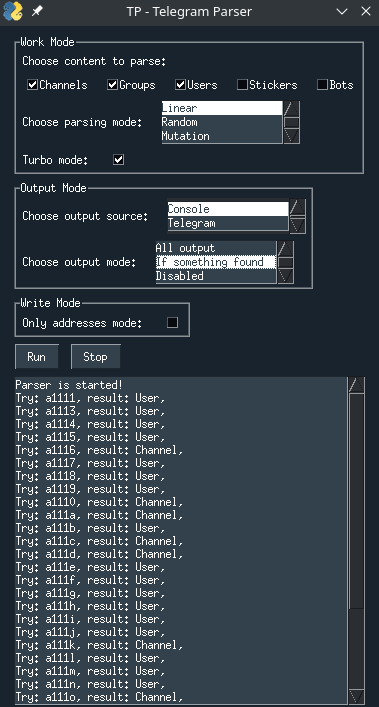 TP - Telegram Parser
Work Mode
Choose content to parse:
Channels Groups Users Stickers Bots
Choose parsing mode:
Linear
Random
Mutation
Turbo mode:
Output Mode
Choose output source:
Console
Telegram
Choose output mode:
All output
If something found
Disabled
Write Mode
Only addresses mode:
Run Stop
Parser is started!
Try: a1111, result: User,
Try: a1113, result: User,
Try: a1114, result: User,
Try: a1115, result: User,
Try: a1116, result: Channel,
Try: a1117, result: User,
Try: a1118, result: User,
Try: a1119, result: User,
Try: a1110, result: Channel,
Try: a111a, result: Channel,
Try: a111b, result: User,
Try: a111c, result: Channel,
Try: a111d, result: Channel,
Try: a111e, result: User,
Try: a111f, result: User,
Try: a111g, result: User,
Try: a111h, result: User,
Try: a111i, result: User,
Try: a111j, result: User,
Try: a111k, result: Channel,
Try: a111l, result: User,
Try: a111m, result: User,
Try: a111n, result: User,
Try: a111o, result: Channel,